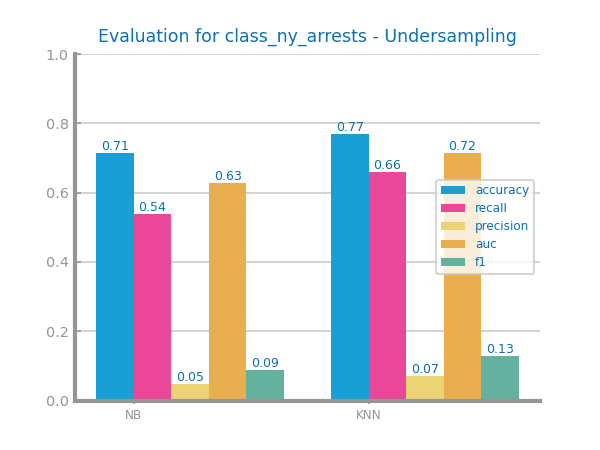 Evaluation for class_ny_arrests - Undersampling
1.0
0.8
0.6
0.4
0.2
0.0
0.71
0.54
0.05
0.63
0.09
0.77
0.66
0.07
0.72
0.13
accuracy
recall
precision
auc
f1
NB
KNN